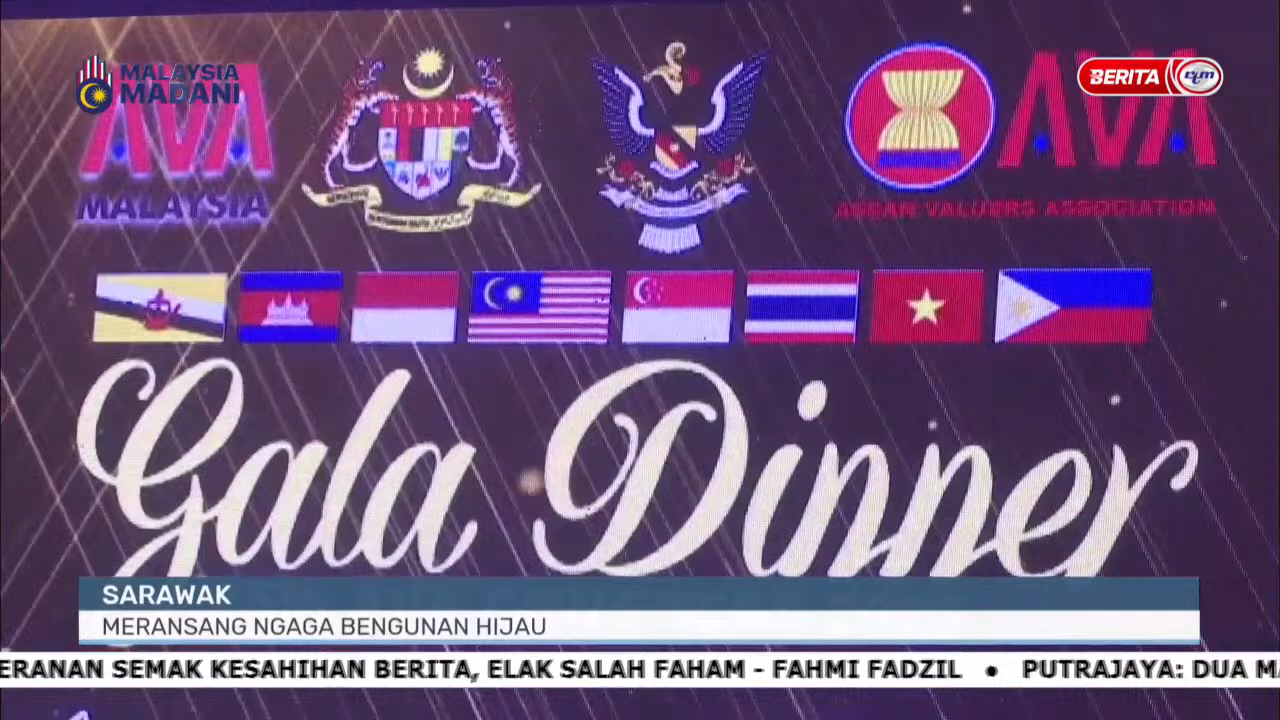 MALAYSIA
MADANI
BERITA rtm
AVA
MALAYSIA
AVA
ASEAN VALUERS ASSOCIATION
Gala Dinner
SARAWAK
MERANSANG NGAGA BENGUNAN HIJAU
ERANAN SEMAK KESAHIHAN BERITA, ELAK SALAH FAHAM - FAHMI FADZIL • PUTRAJAYA: DUA MA